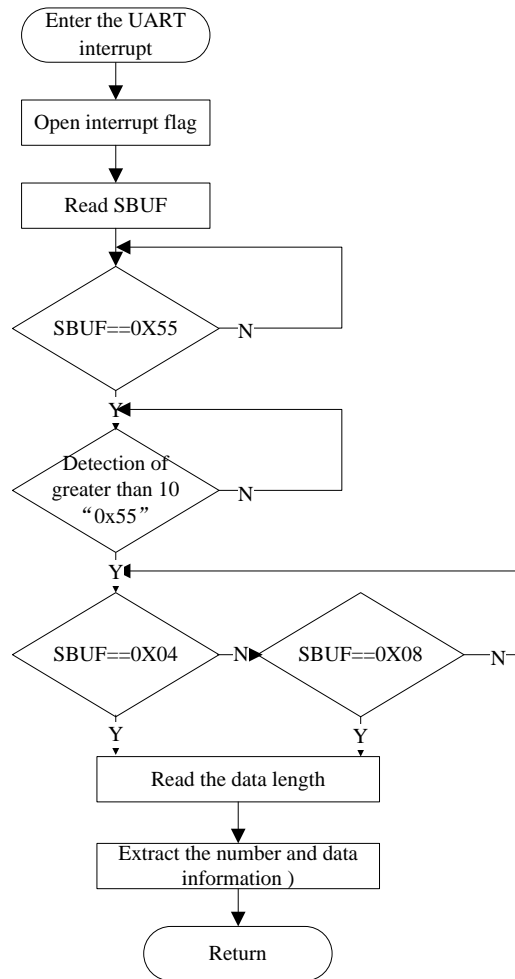 Enter the UART
interrupt
Open interrupt flag
Read SBUF
SBUF==0X55
N
Y
Detection of
greater than 10
“0x55”
N
Y
SBUF==0X04
N
SBUF==0X08
N
Y
Y
Read the data length
Extract the number and data
information )
Return